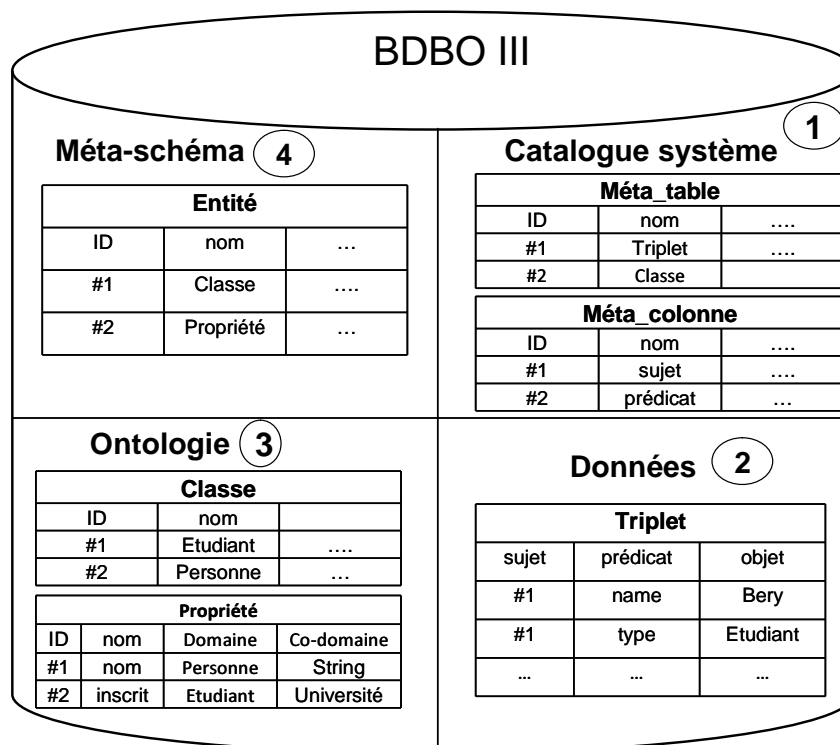 BDBO III
Méta-schéma 4
Entité
ID nom ...
#1 Classe ....
#2 Propriété ...
1
Catalogue système
Méta_table
ID nom ....
#1 Triplet ....
#2 Classe
Méta_colonne
ID nom ....
#1 sujet ....
#2 prédicat ...
Ontologie 3
Classe
ID nom
#1 Etudiant ....
#2 Personne ...
Propriété
ID nom Domaine Co-domaine
#1 nom Personne String
#2 inscrit Etudiant Université
Données 2
Triplet
sujet prédicat objet
#1 name Bery
#1 type Etudiant
... ... ...